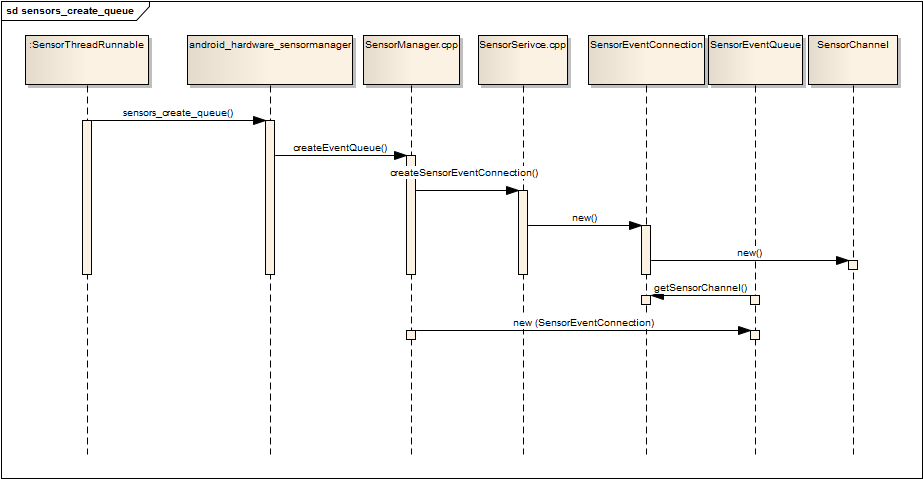 sd sensors_create_queue
:SensorThreadRunnable
android_hardware_sensormanager
SensorManager.cpp
SensorSerivce.cpp
SensorEventConnection
SensorEventQueue
SensorChannel
sensors_create_queue()
createEventQueue()
createSensorEventConnection()
new()
new()
getSensorChannel()
new (SensorEventConnection)